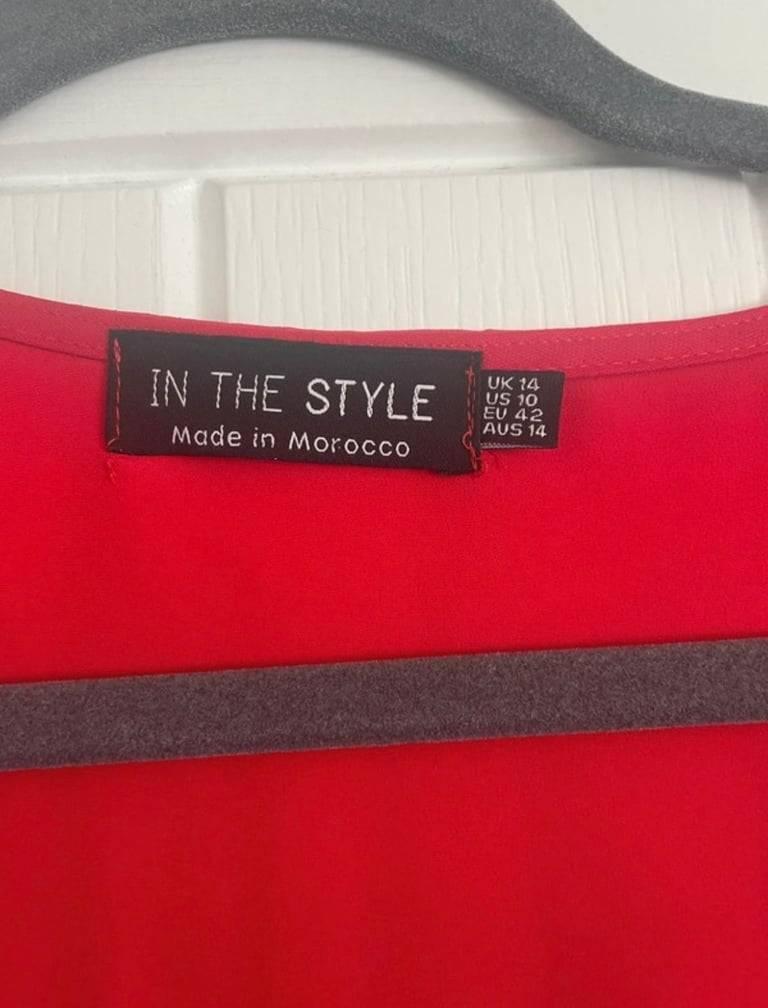 IN THE STYLE
Made in Morocco
UK 14
US 10
EU 42
AUS 14